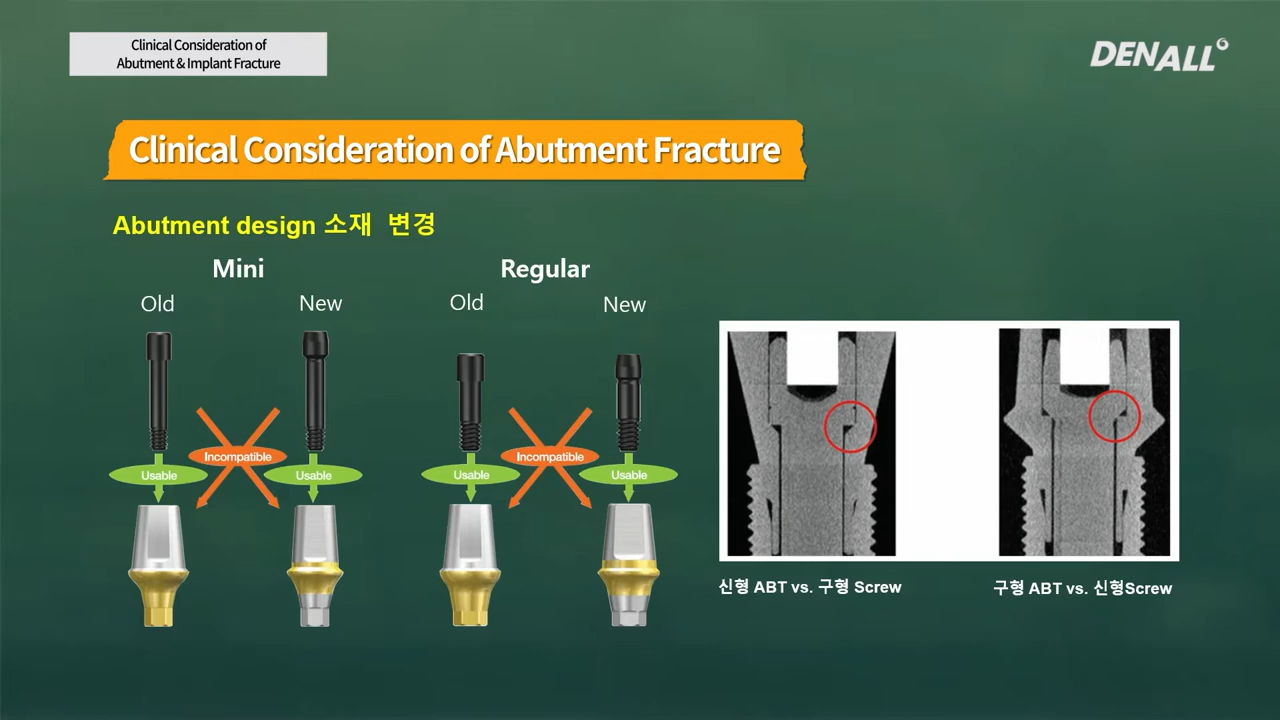 Clinical Consideration of
Abutment & Implant Fracture
DENALL
Clinical Consideration of Abutment Fracture
Abutment design 소재 변경
Mini
Regular
Old
New
Old
New
Incompatible
Incompatible
Usable
Usable
Usable
Usable
신형 ABT vs. 구형 Screw
구형 ABT vs. 신형Screw